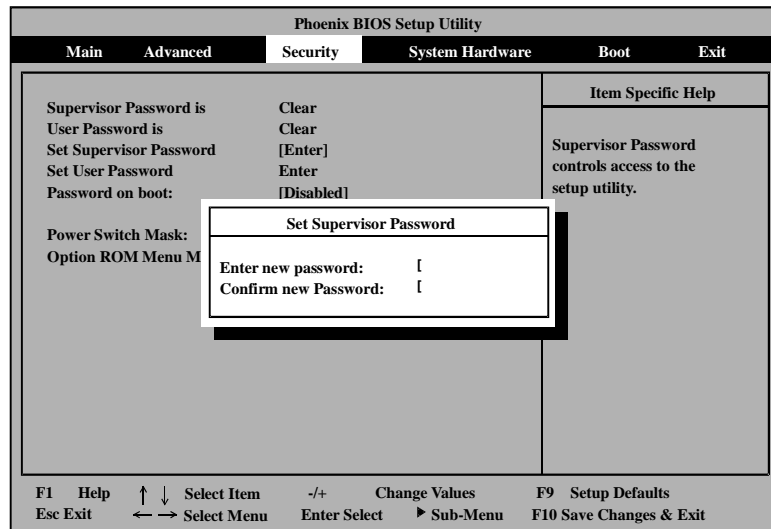 Phoenix BIOS Setup Utility
Main Advanced Security System Hardware Boot Exit
Supervisor Password is Clear
User Password is Clear
Set Supervisor Password [Enter]
Set User Password Enter
Password on boot: [Disabled]
Power Switch Mask:
Option ROM Menu M
Item Specific Help
Supervisor Password
controls access to the
setup utility.
Set Supervisor Password
Enter new password: [
Confirm new Password: [
F1 Help ↑ ↓ Select Item -/+ Change Values F9 Setup Defaults
Esc Exit ← → Select Menu Enter Select ▶ Sub-Menu F10 Save Changes & Exit